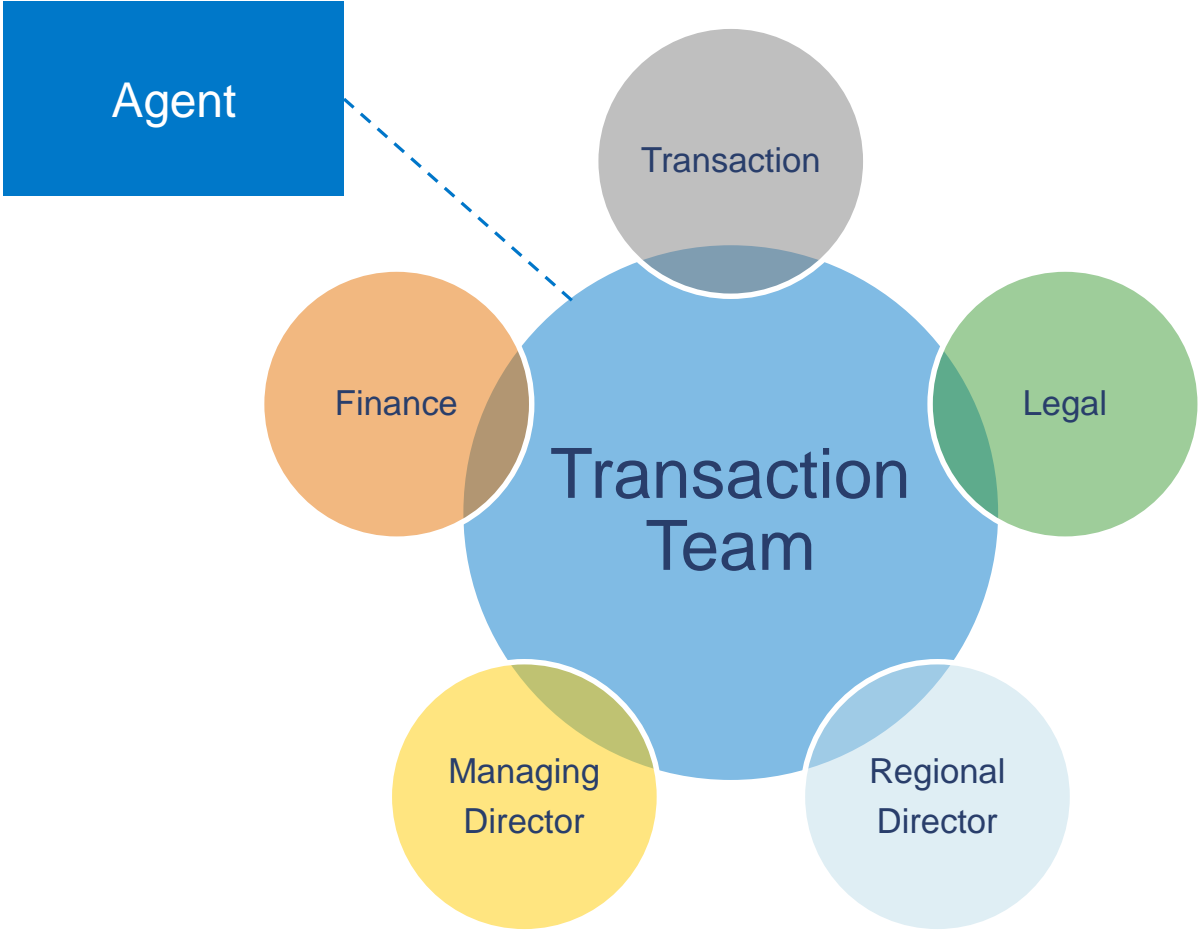 Agent
Transaction
Finance
Legal
Transaction
Team
Managing
Director
Regional
Director